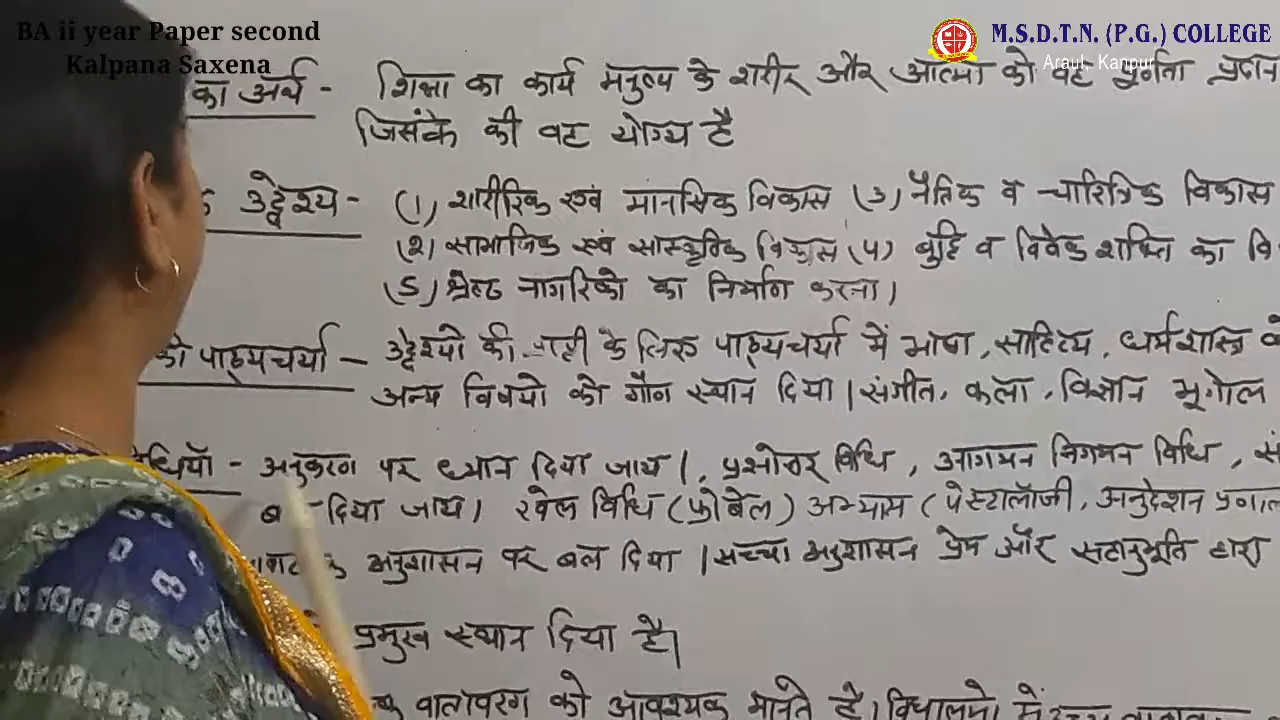 BA ii year Paper second
Kalpana Saxena
M.S.D.T.N. (P.G.) COLLEGE
Araul, Kanpur
का अर्थ - शिक्षा का कार्य मनुष्य के शरीर और आत्मा को वह पूर्णता प्रदान
जिसके की वह योग्य है
उद्देश्य - (1) शारीरिक एवं मानसिक विकास (3) नैतिक व चारित्रिक विकास
(2) सामाजिक एवं सांस्कृतिक विकास (4) बुद्धि व विवेक शक्ति का वि
(5) श्रेष्ठ नागरिको का निर्माण करना।
की पाठ्यचर्या - उद्देश्यो की के लिए पाठ्यचर्या में भाषा, साहित्य, धर्मशास्त्र
अन्य विषयो को गौण स्थान दिया। संगीत, कला, विज्ञान भूगोल
धियाँ - अनुकरण पर ध्यान दिया जाय।, प्रश्नोत्तर विधि, आगमन निगमन विधि,
दिया जाय। खेल विधि (फ्रोबेल) अभ्यास (पेस्टालॉजी, अनुदेशन प्रणाल
अनुशासन पर बल दिया। सच्चा अनुशासन प्रेम और सहानुभूति द्वारा
प्रमुख स्थान दिया है।
वातावरण को आवश्यक मानते है। विद्यालयो में